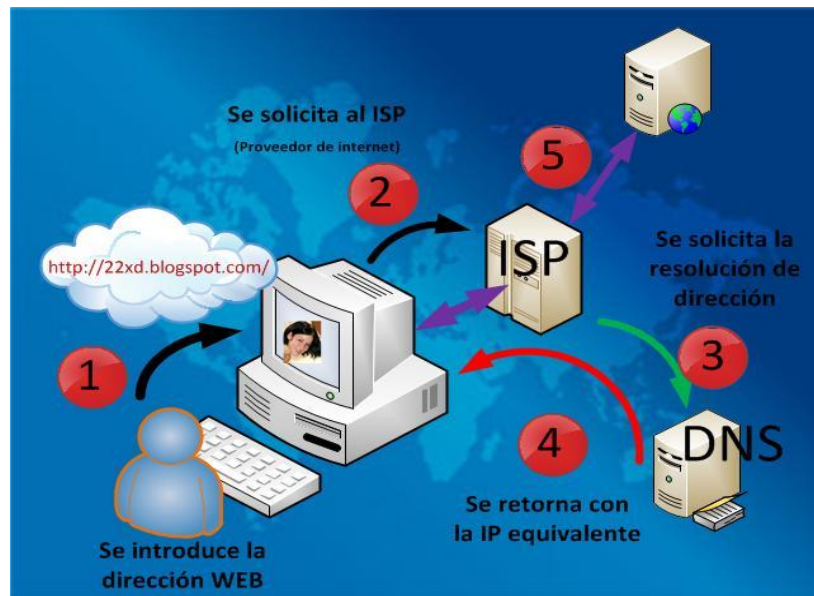 Se solicita al ISP
(Proveedor de internet)
5
2
http://22xd.blogspot.com/
ISP
Se solicita la
resolución de
dirección
1
3
4
DNS
Se retorna con
la IP equivalente
Se introduce la
dirección WEB